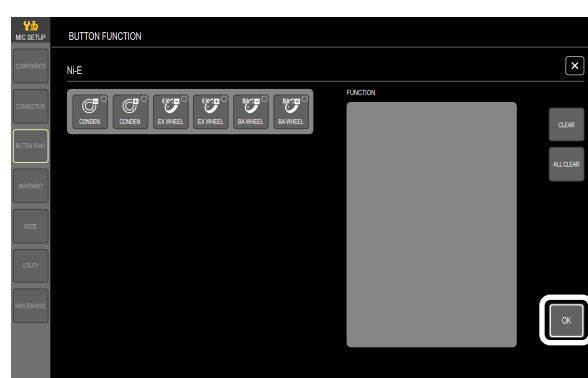 MIC SETUP
BUTTON FUNCTION
COMPONENTS
Ni-E
FUNCTION
CONNECTION
CONDEN.
CONDEN.
EX WHEEL
EX WHEEL
BA WHEEL
BA WHEEL
CLEAR
BUTTON FUNC.
ALL CLEAR
MOVEMENT
MODE
UTILITY
MAINTENANCE
OK